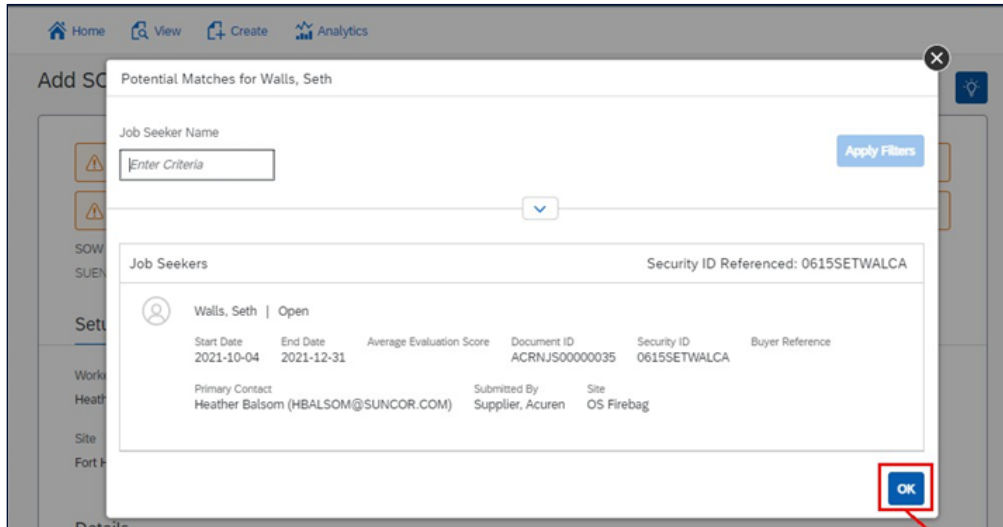 Home View Create Analytics
Add SO
Potential Matches for Walls, Seth
Job Seeker Name
Enter Criteria
Apply Filters
SOW
SUEN
Job Seekers Security ID Referenced: 0615SETWALCA
Walls, Seth | Open
Setu
Start Date End Date Average Evaluation Score Document ID Security ID Buyer Reference
2021-10-04 2021-12-31 ACRNJS00000035 0615SETWALCA
Worke
Primary Contact Submitted By Site
Heath
Heather Balsom (HBALSOM@SUNCOR.COM) Supplier, Acuren OS Firebag
Site
Fort H
OK